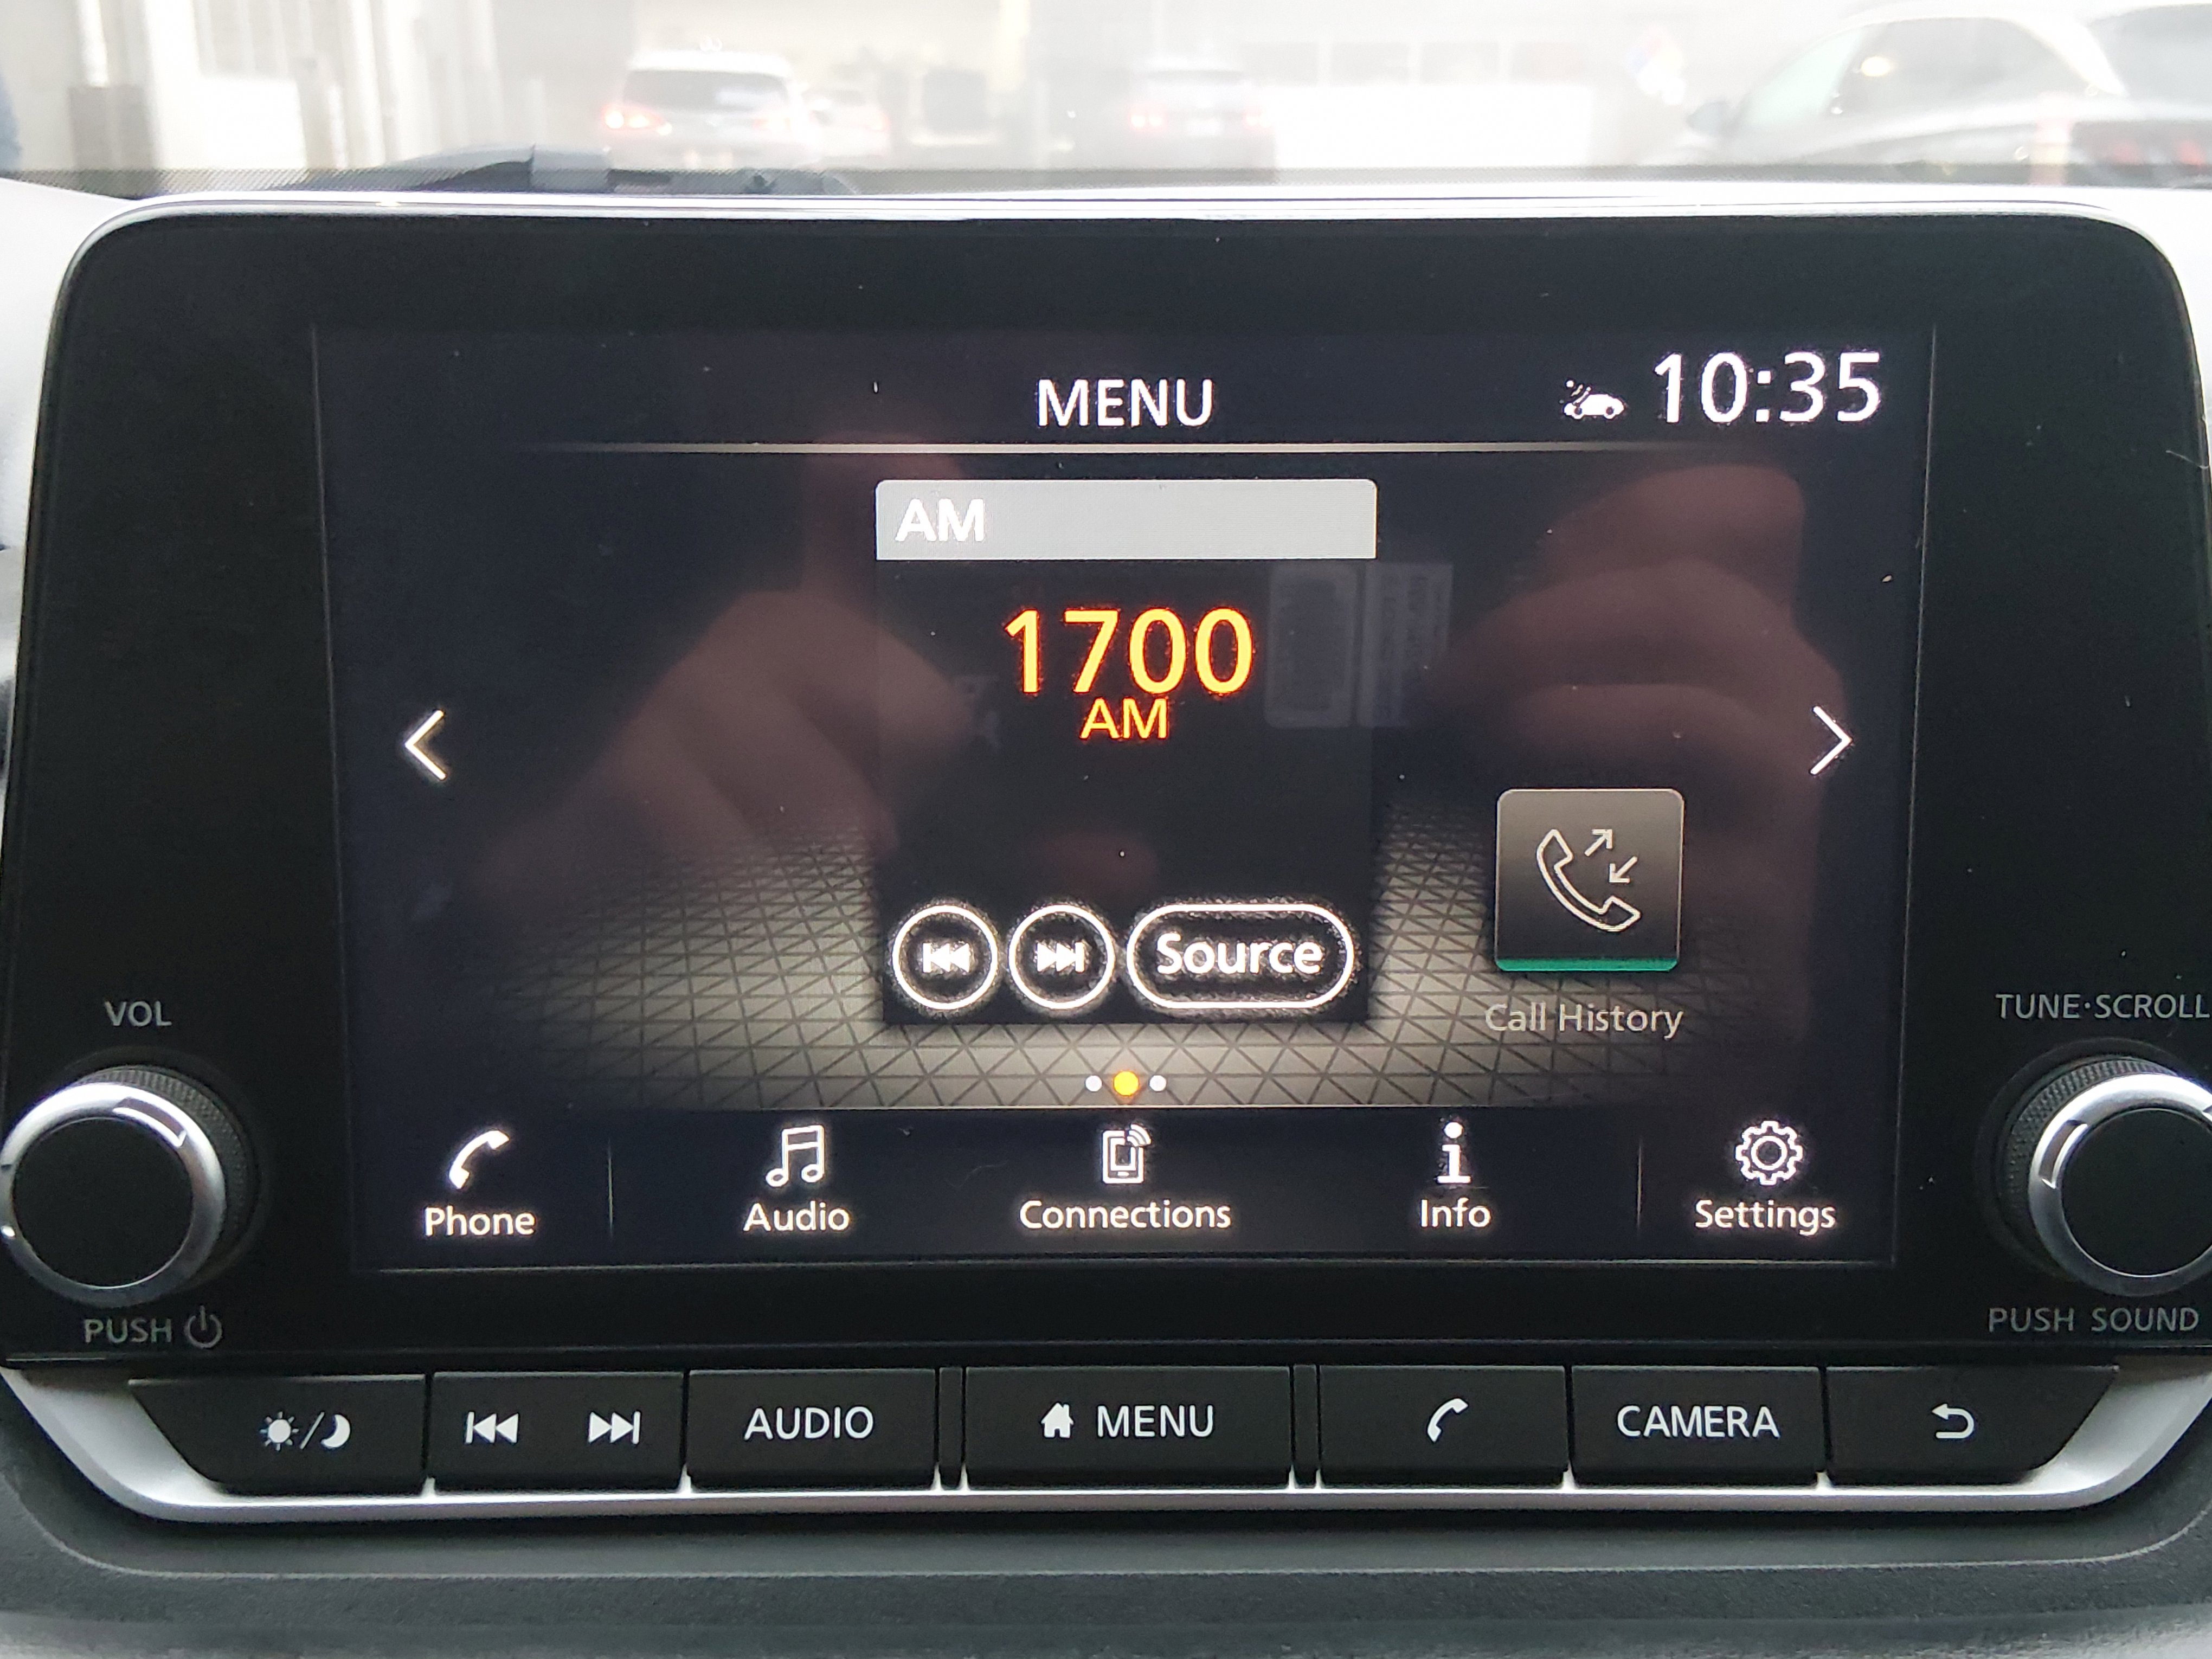 MENU
10:35
AM
1700
AM
Source
Call History
VOL
TUNE·SCROLL
Phone
Audio
Connections
Info
Settings
PUSH
PUSH SOUND
AUDIO
MENU
CAMERA